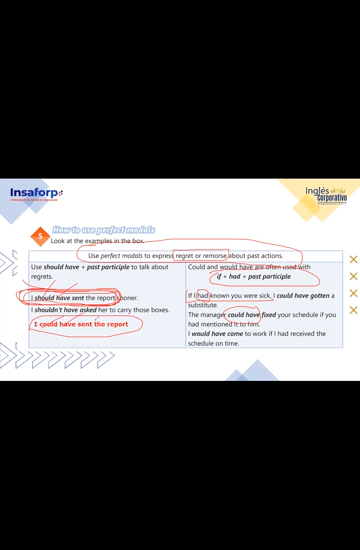 Insaforp
Inglés
Corporativo
5
How to use perfect modals
Look at the examples in the box.
Use perfect modals to express regret or remorse about past actions.
Use should have + past participle to talk about
regrets.
I should have sent the report sooner.
I shouldn't have asked her to carry those boxes.
I could have sent the report
Could and would have are often used with
if + had + past participle
If I had known you were sick, I could have gotten a
substitute.
The manager could have fixed your schedule if you
had mentioned it to him.
I would have come to work if I had received the
schedule on time.